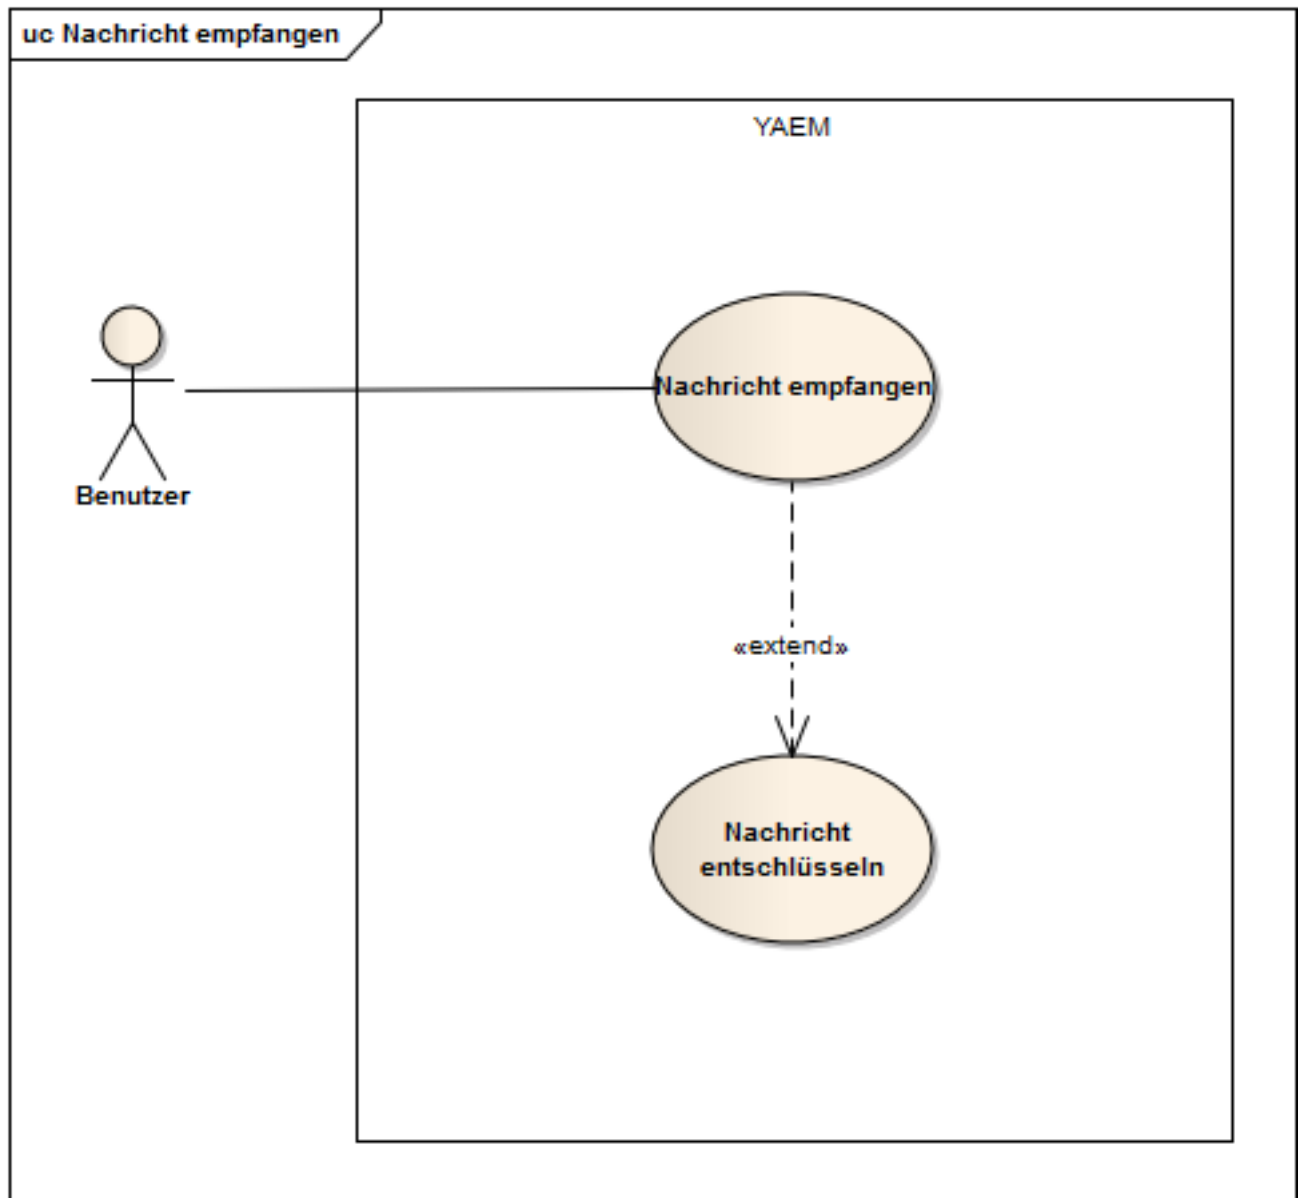 uc Nachricht empfangen
YAEM
Nachricht empfangen
Benutzer
«extend»
Nachricht
entschlüsseln